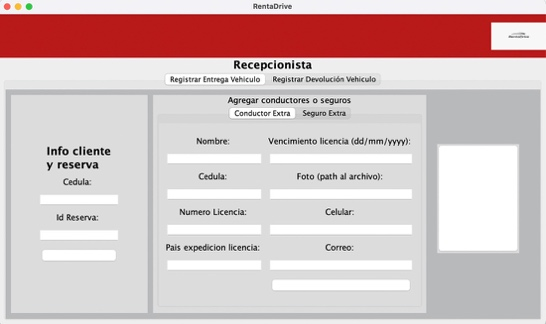 RentaDrive
Recepcionista
Registrar Entrega Vehiculo
Registrar Devolución Vehiculo
Agregar conductores o seguros
Conductor Extra
Seguro Extra
Info cliente
y reserva
Cedula:
Id Reserva:
Nombre:
Vencimiento licencia (dd/mm/yyyy):
Cedula:
Foto (path al archivo):
Numero Licencia:
Celular:
Pais expedicion licencia:
Correo: